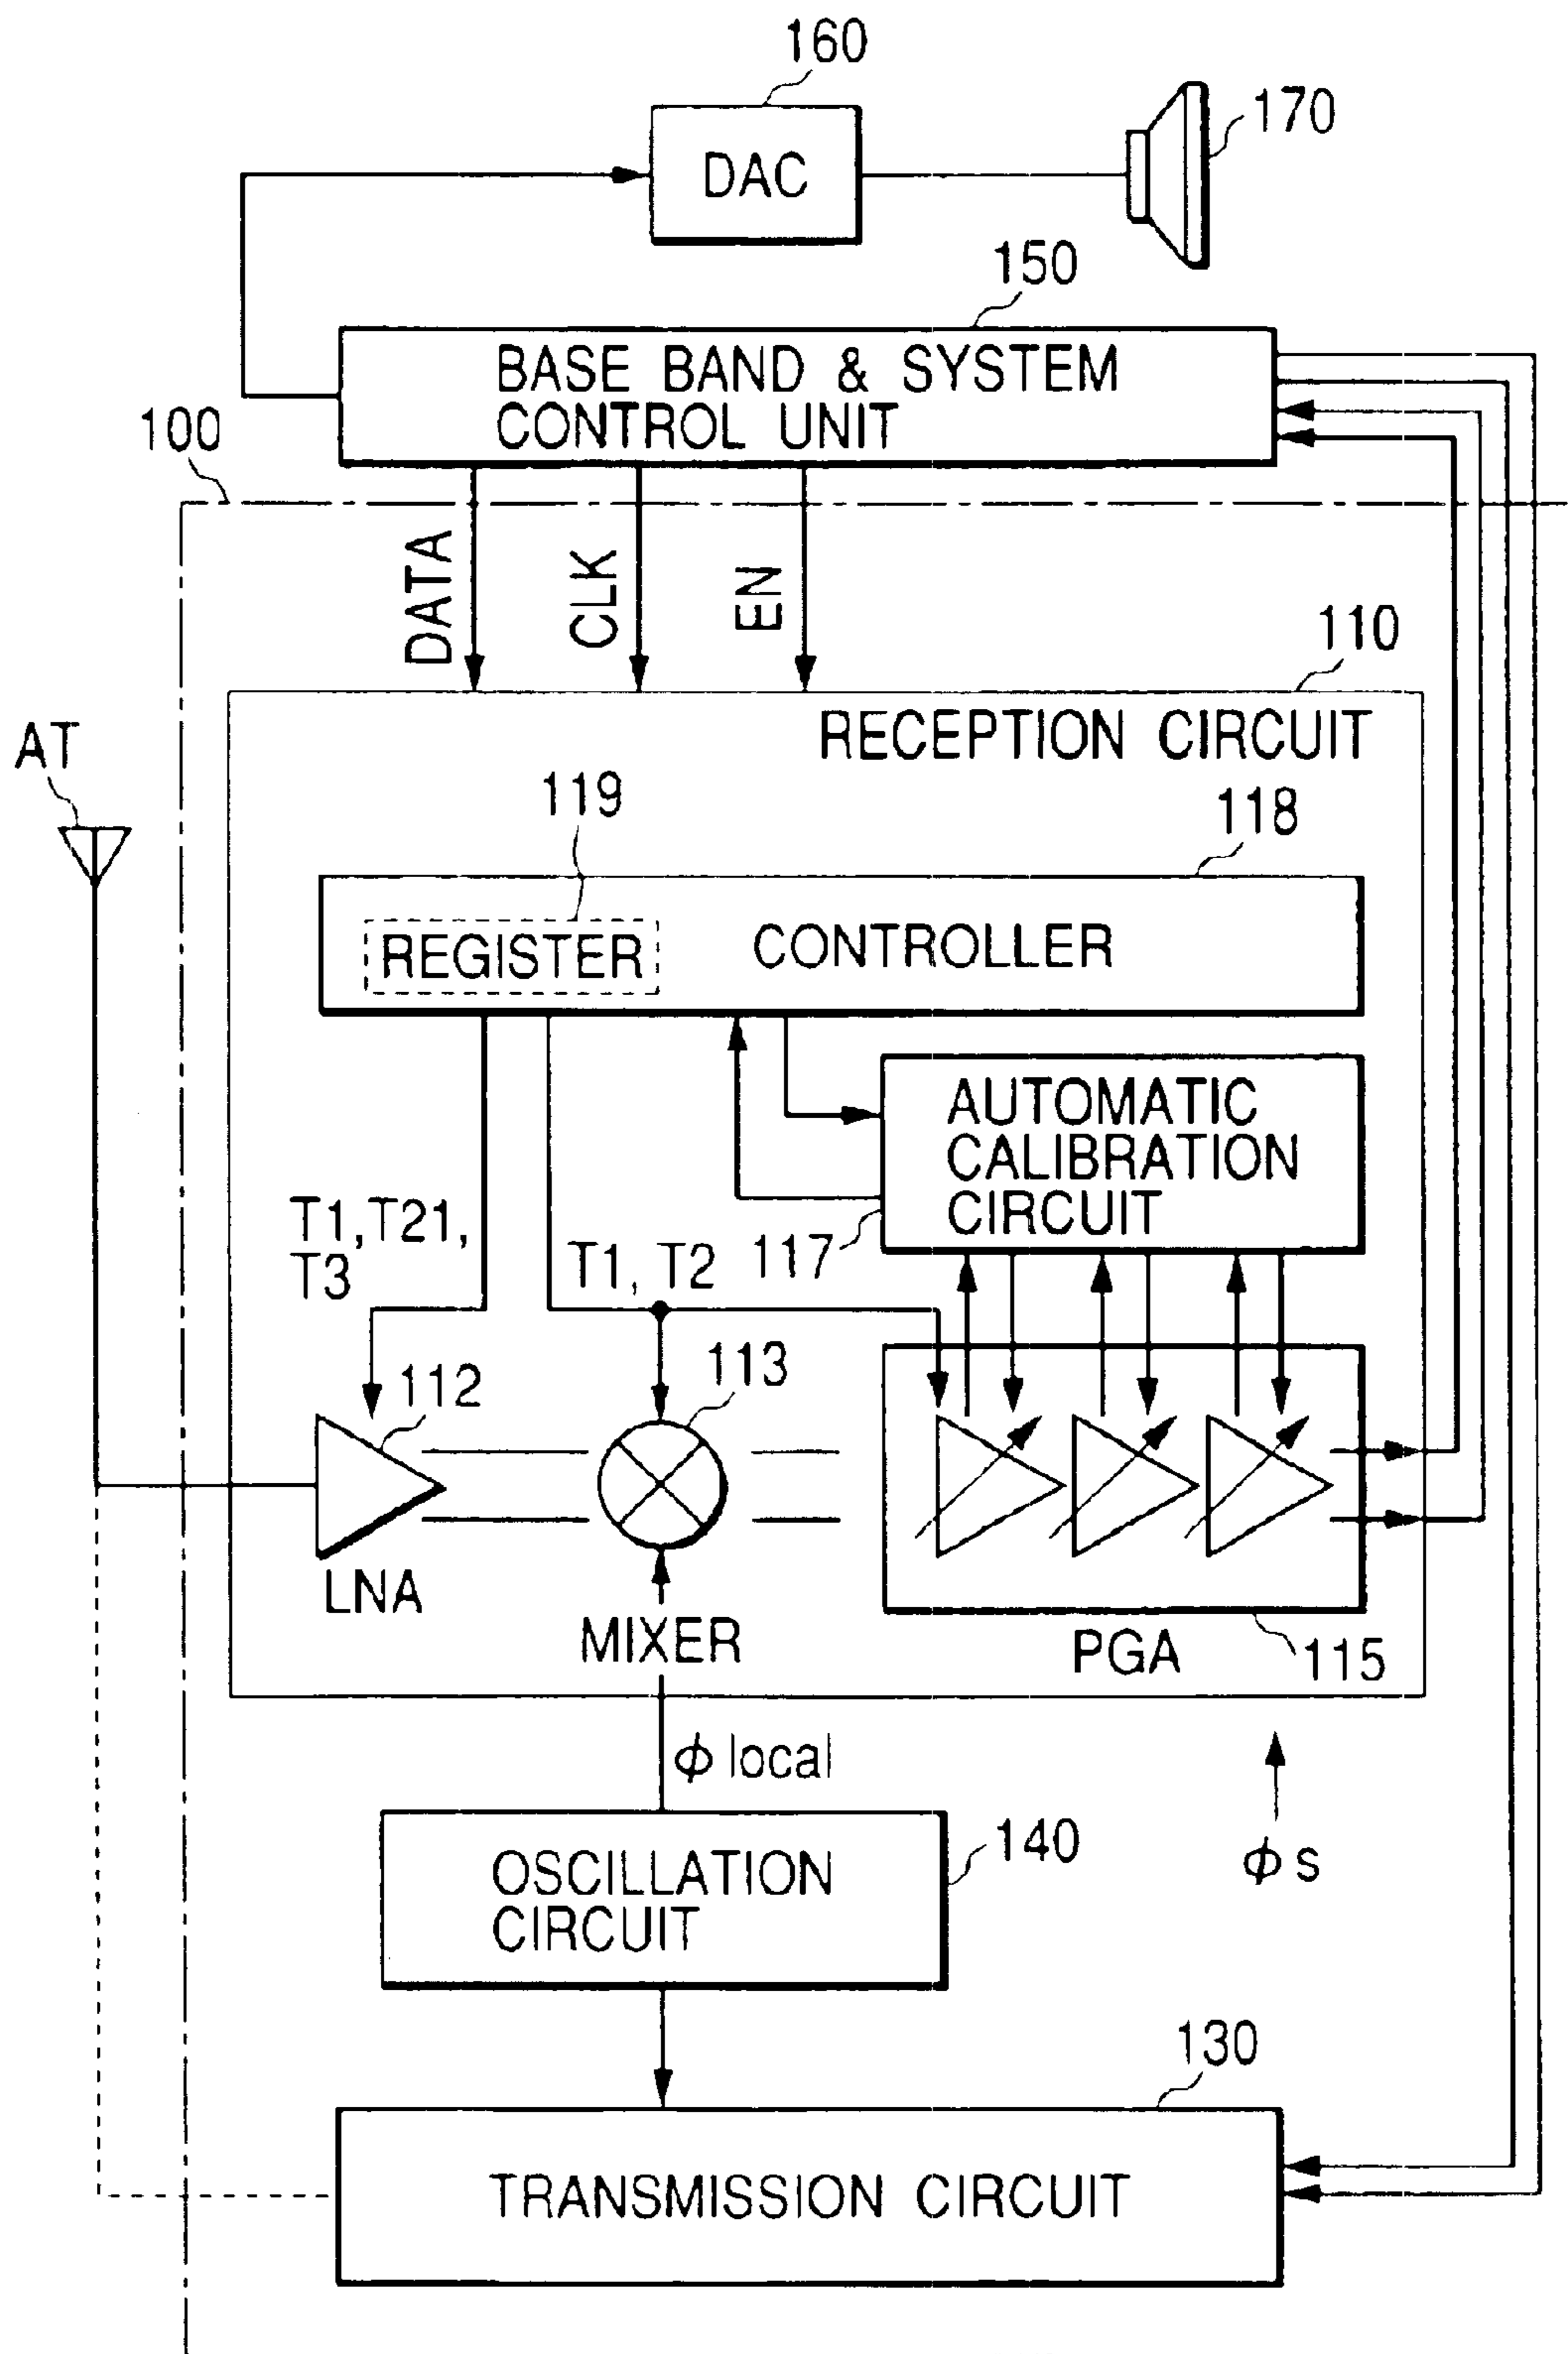 160
DAC
170
150
BASE BAND & SYSTEM
CONTROL UNIT
100
DATA
CLK
EN
110
RECEPTION CIRCUIT
AT
119
118
REGISTER
CONTROLLER
AUTOMATIC
CALIBRATION
CIRCUIT
T1,T21,
T3
T1, T2
117
112
113
LNA
MIXER
PGA
115
ϕ local
ϕ s
140
OSCILLATION
CIRCUIT
130
TRANSMISSION CIRCUIT